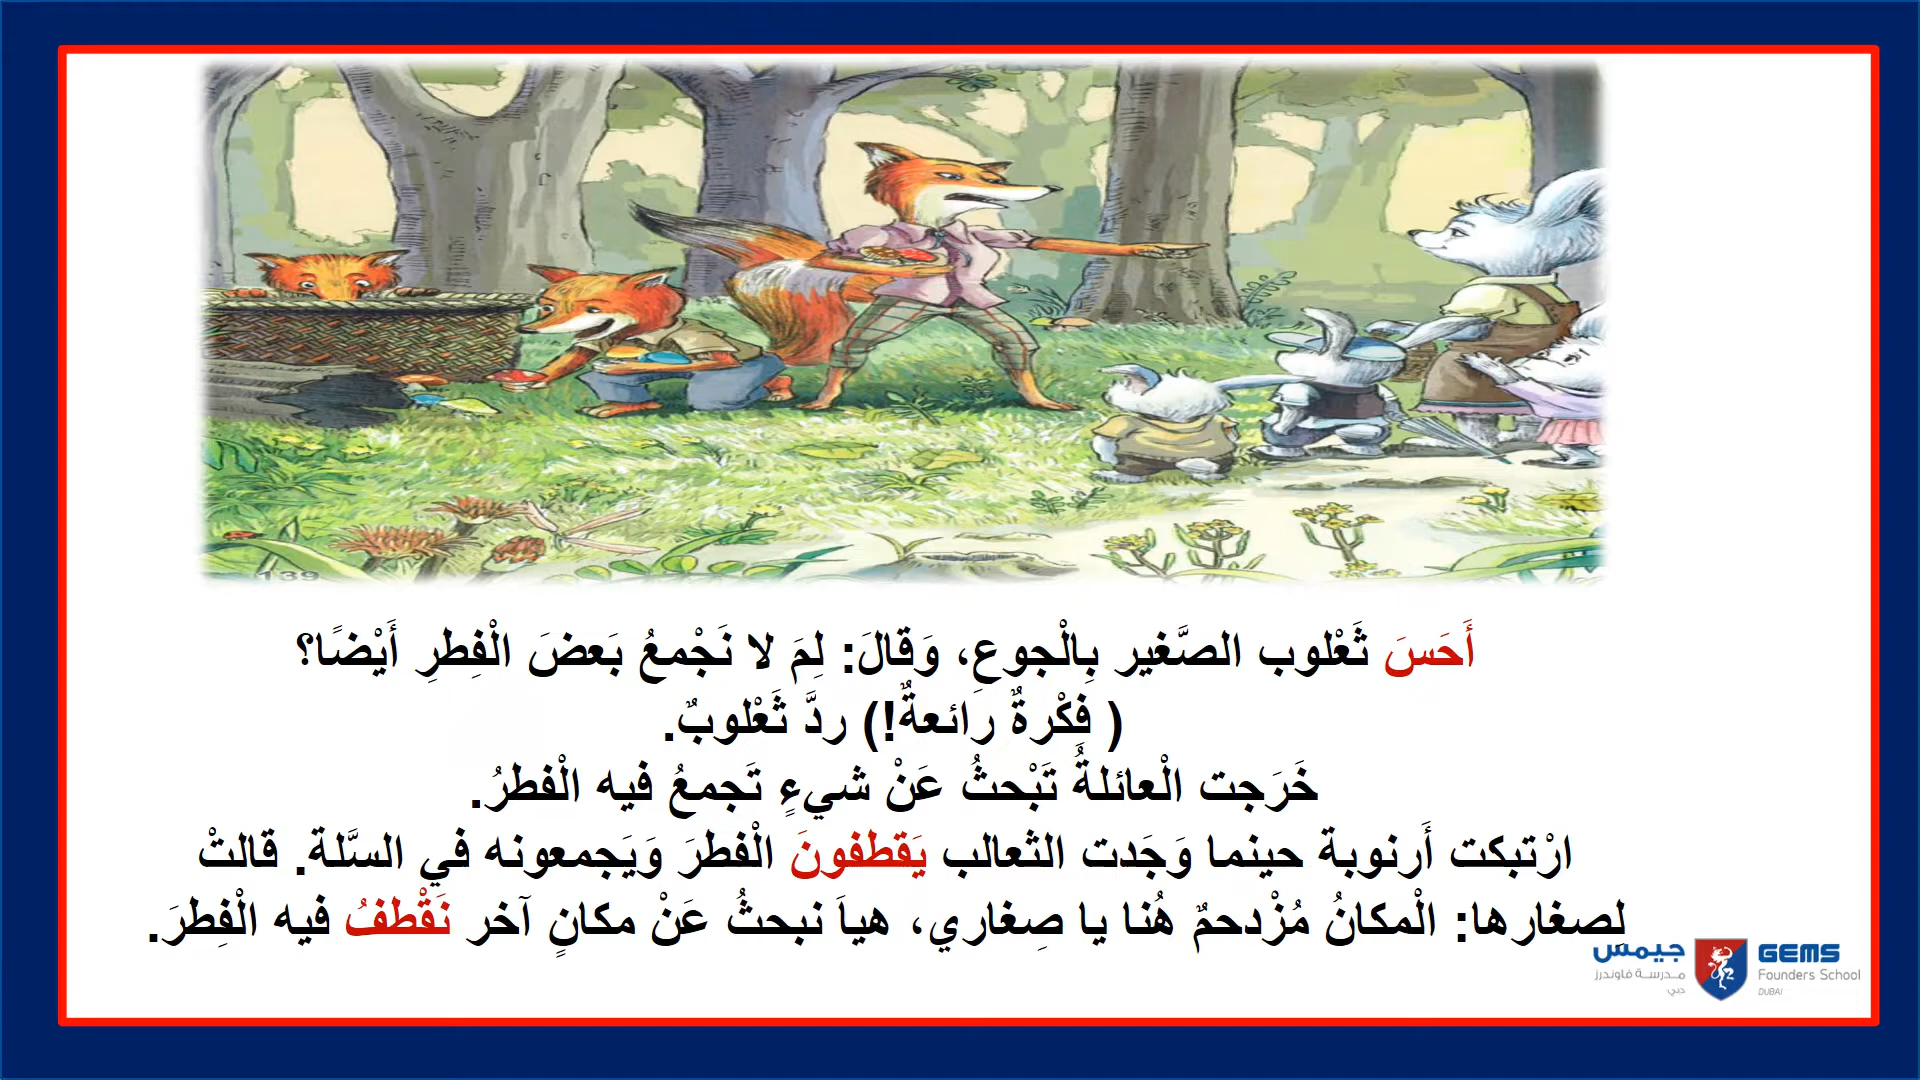 139
أَحَسَ ثَعْلوب الصَّغير بِالْجوعِ، وَقالَ: لِمَ لا نَجْمعُ بَعضَ الْفِطرِ أَيْضًا؟
( فِكْرةٌ رَائعةٌ!) ردَّ ثَعْلوبٌ.
خَرَجت الْعائلةُ تَبْحثُ عَنْ شيءٍ تَجمعُ فيه الْفطرُ.
ارْتبكت أَرنوبة حينما وَجَدت الثعالب يَقطفونَ الْفطرَ وَيَجمعونه في السَّلة. قالتْ
لِصغارها: الْمكانُ مُزْدحمٌ هُنا يا صِغاري، هياَ نبحثُ عَنْ مكانٍ آخر نَقْطفُ فيه الْفِطرَ.
جيمس GEMS
مدرسة فاوندرز Founders School
دبي DUBAI